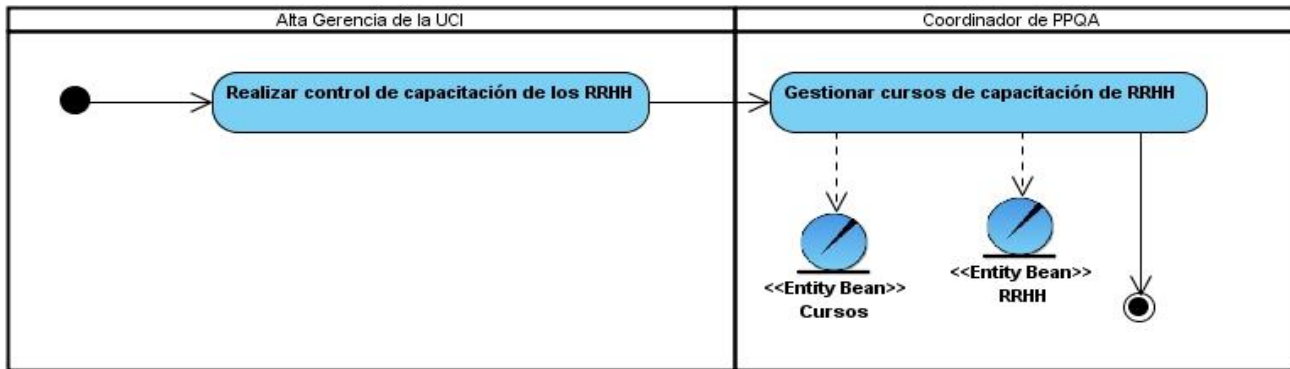 Alta Gerencia de la UCI
Coordinador de PPQA
Realizar control de capacitación de los RRHH
Gestionar cursos de capacitación de RRHH
<<Entity Bean>>
Cursos
<<Entity Bean>>
RRHH